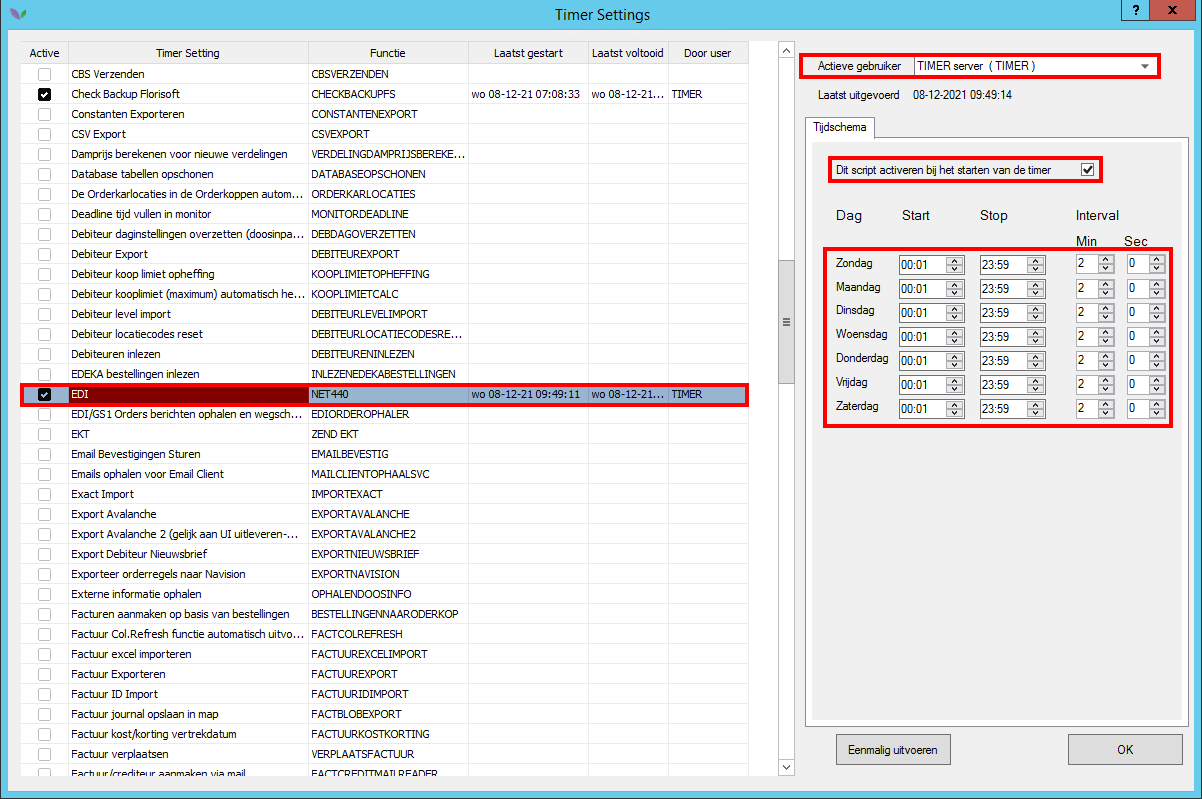 Timer Settings
? X
Active Timer Setting Functie Laatst gestart Laatst voltooid Door user
CBS Verzenden CBSVERZENDEN
Check Backup Florisoft CHECKBACKUPFS wo 08-12-21 07:08:33 wo 08-12-21... TIMER
Constanten Exporteren CONSTANTENEXPORT
CSV Export CSVEXPORT
Damprijs berekenen voor nieuwe verdelingen VERDELINGDAMPRIJSBEREKE...
Database tabellen opschonen DATABASEOPSCHONEN
De Orderkarlocaties in de Orderkoppen autom... ORDERKARLOCATIES
Deadline tijd vullen in monitor MONITORDEADLINE
Debiteur daginstellingen overzetten (doosinpa... DEBDAGOVERZETTEN
Debiteur Export DEBITEUREXPORT
Debiteur koop limiet opheffing KOOPLIMIETOPHEFFING
Debiteur kooplimiet (maximum) automatisch he... KOOPLIMIETCALC
Debiteur level import DEBITEURLEVELIMPORT
Debiteur locatiecodes reset DEBITEURLOCATIECODESRE...
Debiteuren inlezen DEBITEURENINLEZEN
EDEKA bestellingen inlezen INLEZENEDEKABESTELLINGEN
EDI NET440 wo 08-12-21 09:49:11 wo 08-12-21... TIMER
EDI/GS1 Orders berichten ophalen en wegsch... EDIORDEROPHALER
EKT ZEND EKT
Email Bevestigingen Sturen EMAILBEVESTIG
Emails ophalen voor Email Client MAILCLIENTOPHAALSVC
Exact Import IMPORTEXACT
Export Avalanche EXPORTAVALANCHE
Export Avalanche 2 (gelijk aan UI uitleveren-... EXPORTAVALANCHE2
Export Debiteur Nieuwsbrief EXPORTNIEUWSBRIEF
Exporteer orderregels naar Navision EXPORTNAVISION
Externe informatie ophalen OPHALENDOOSINFO
Facturen aanmaken op basis van bestellingen BESTELLINGENNAARODERKOP
Factuur Col.Refresh functie automatisch uitvo... FACTCOLREFRESH
Factuur excel importeren FACTUUREXCELIMPORT
Factuur Exporteren FACTUUREXPORT
Factuur ID Import FACTUURIDIMPORT
Factuur journal opslaan in map FACTBLOBEXPORT
Factuur kost/korting vertrekdatum FACTUURKOSTKORTING
Factuur verplaatsen VERPLAATSFACTUUR
Factuur/crediteur aanmaken via mail FACTCREDITMAILREADER
Actieve gebruiker TIMER server ( TIMER )
Laatst uitgevoerd 08-12-2021 09:49:14
Tijdschema
Dit script activeren bij het starten van de timer
Dag Start Stop Interval
Min Sec
Zondag 00:01 23:59 2 0
Maandag 00:01 23:59 2 0
Dinsdag 00:01 23:59 2 0
Woensdag 00:01 23:59 2 0
Donderdag 00:01 23:59 2 0
Vrijdag 00:01 23:59 2 0
Zaterdag 00:01 23:59 2 0
Eenmalig uitvoeren OK